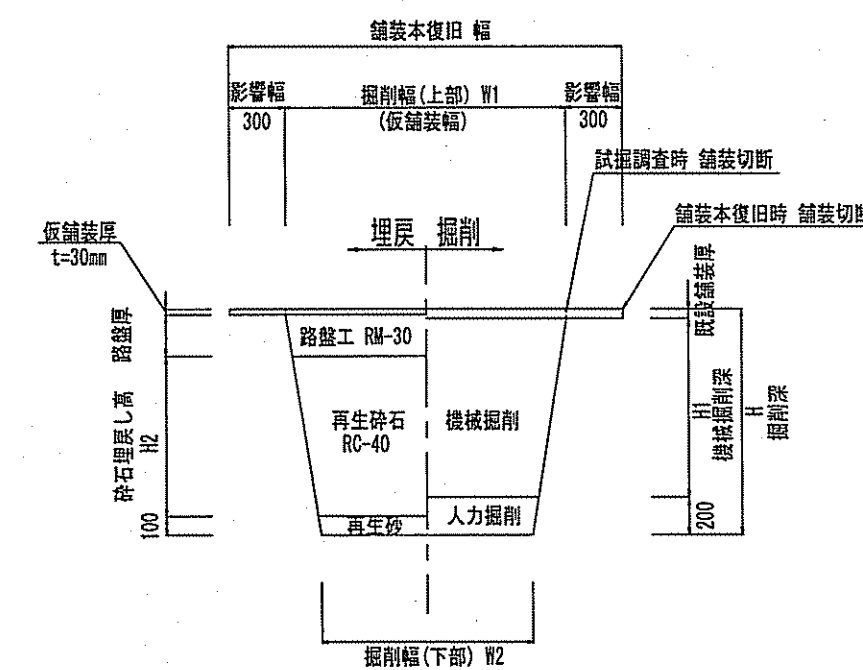 舗装本復旧 幅
影響幅
300
掘削幅(上部) W1
(仮舗装幅)
影響幅
300
試掘調査時 舗装切断
舗装本復旧時 舗装切断
仮舗装厚
t=30mm
埋戻 掘削
路盤厚
既設舗装厚
路盤工 RM-30
再生砕石
RC-40
機械掘削
砕石埋戻し高
H2
H1
機械掘削深
H
掘削深
100
再生砂
人力掘削
200
掘削幅(下部) W2